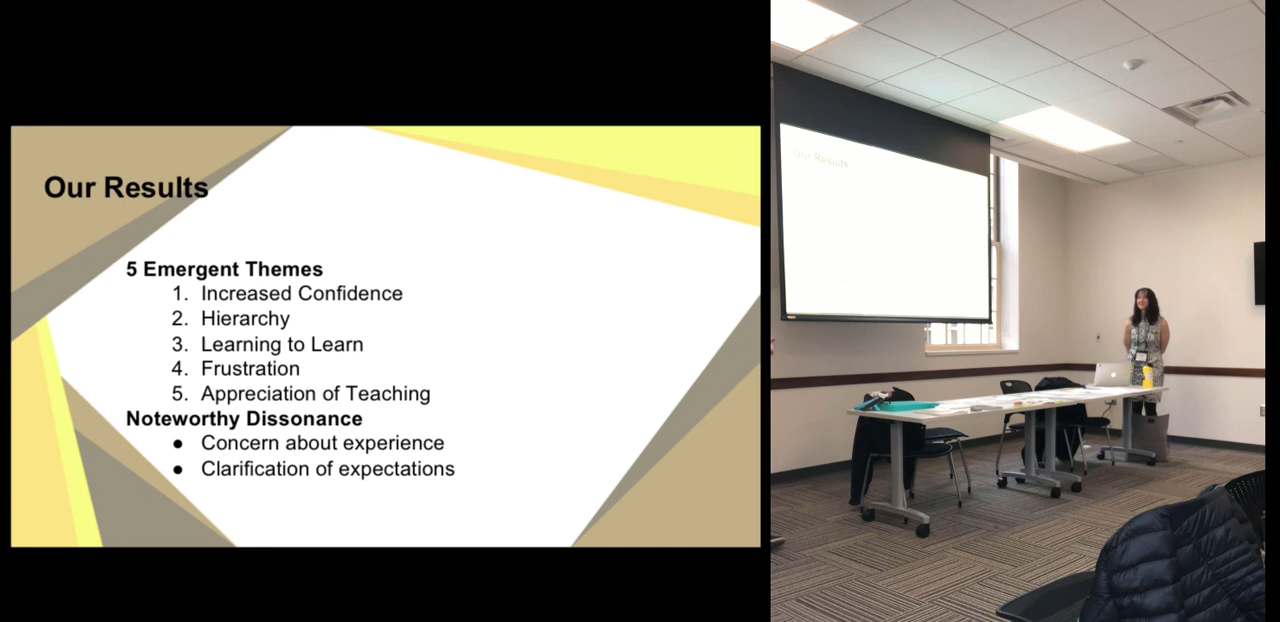 Our Results
5 Emergent Themes
1. Increased Confidence
2. Hierarchy
3. Learning to Learn
4. Frustration
5. Appreciation of Teaching
Noteworthy Dissonance
● Concern about experience
● Clarification of expectations
Our Results